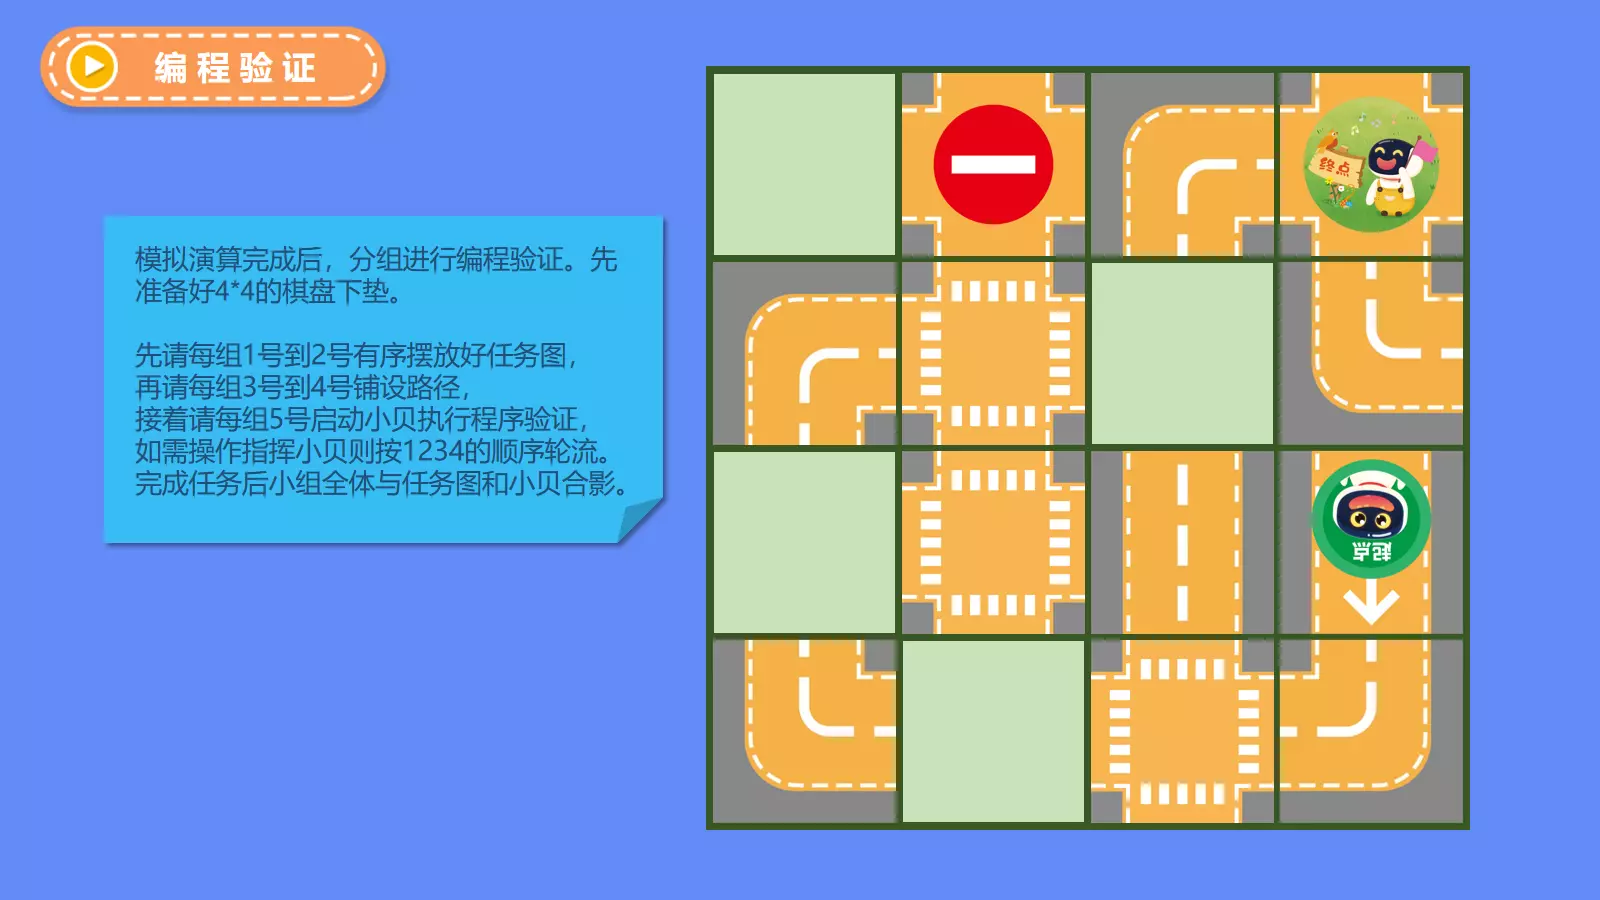 编程验证
模拟演算完成后，分组进行编程验证。先
准备好4*4的棋盘下垫。
先请每组1号到2号有序摆放好任务图，
再请每组3号到4号铺设路径，
接着请每组5号启动小贝执行程序验证，
如需操作指挥小贝则按1234的顺序轮流。
完成任务后小组全体与任务图和小贝合影。
终点
起点